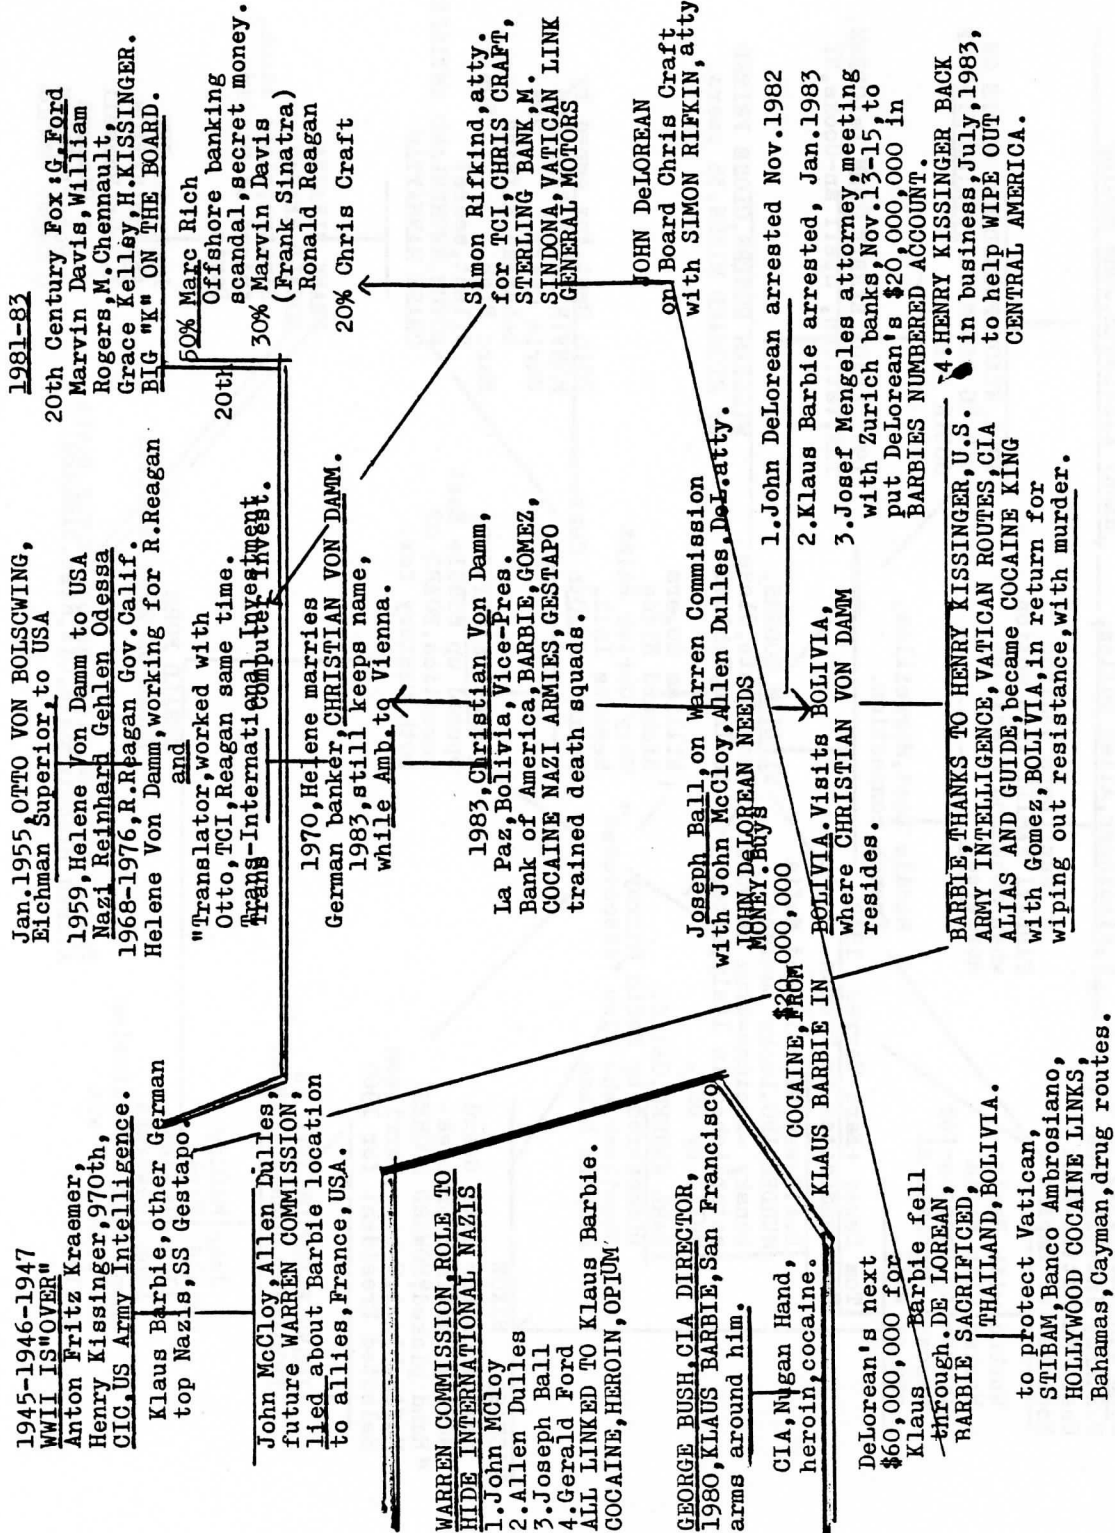 1945-1946-1947
WWII IS"OVER"
Anton Fritz Kraemer,
Henry Kissinger,970th,
CIC,US Army Intelligence.
Klaus Barbie,other German
top Nazis,SS Gestapo.
John McCloy,Allen Dulles,
future WARREN COMMISSION,
lied about Barbie location
to allies,France,USA.
WARREN COMMISSION,ROLE TO
HIDE INTERNATIONAL NAZIS
1.John MCloy
2.Allen Dulles
3.Joseph Ball
4.Gerald Ford
ALL LINKED TO Klaus Barbie.
COCAINE,HEROIN,OPIUM
GEORGE BUSH,CIA DIRECTOR,
1980,KLAUS BARBIE,San Francisco
arms around him.
CIA,Nugan Hand,
heroin,cocaine.
DeLorean's next
$60,000,000 for
Klaus Barbie fell
through.DE LOREAN,
BARBIE SACRIFICED,
THAILAND,BOLIVIA.
to protect Vatican,
STIBAM,Banco Ambrosiano,
HOLLYWOOD COCAINE LINKS,
Bahamas,Cayman,drug routes.
Jan.1955,OTTO VON BOLSCWING,
Eichman Superior,to USA
1959,Helene Von Damm to USA
Nazi Reinhard Gehlen Odessa
1968-1976,R.Reagan Gov.Calif.
Helene Von Damm,working for R.Reagan
and
"Translator,worked with
Otto,TCI,Reagan same time.
Trans-International Investment
Trans Computer Invest.
1970,Helene marries
German banker,CHRISTIAN VON DAMM.
1983,still keeps name,
while Amb.to Vienna.
1983,Christian Von Damm,
La Paz,Bolivia,Vice-Pres.
Bank of America,BARBIE,GOMEZ,
COCAINE NAZI ARMIES,GESTAPO
trained death squads.
Joseph Ball,on Warren Commission
with John McCloy,Allen Dulles,DeL.atty.
JOHN DeLOREAN NEEDS
MONEY.Buys
$20,000,000
COCAINE,FROM
KLAUS BARBIE IN
BOLIVIA.Visits BOLIVIA,
where CHRISTIAN VON DAMM
resides.
BARBIE,THANKS TO HENRY KISSINGER,U.S.
ARMY INTELLIGENCE,VATICAN ROUTES,CIA
ALIAS AND GUIDE,became COCAINE KING
with Gomez,BOLIVIA,in return for
wiping out resistance,with murder.
1981-83
20th Century Fox:G,Ford
Marvin Davis,William
Rogers,M.Chennault,
Grace Kelley,H.KISSINGER.
BIG "K" ON THE BOARD.
20th
50% Marc Rich
Offshore banking
scandal,secret money.
30% Marvin Davis
(Frank Sinatra)
Ronald Reagan
20% Chris Craft
Simon Rifkind,atty.
for TCI,CHRIS CRAFT,
STERLING BANK,M.
SINDONA,VATICAN LINK
GENERAL MOTORS
JOHN DeLOREAN
on Board Chris Craft
with SIMON RIFKIN,atty
1.John DeLorean arrested Nov.1982
2.Klaus Barbie arrested, Jan.1983
3.Josef Mengeles attorney,meeting
with Zurich banks,Nov.13-15,to
put DeLorean's $20,000,000 in
BARBIES NUMBERED ACCOUNT.
4.HENRY KISSINGER BACK
in business,July,1983,
to help WIPE OUT
CENTRAL AMERICA.